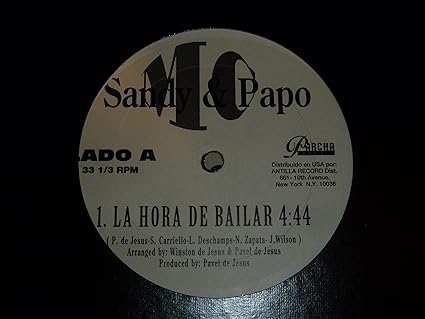 MC
Sandy & Papo
LADO A
33 1/3 RPM
Parcha
Distribuido en USA por:
ANTILLA RECORD Dist.
661- 10th Avenue.
New York N.Y. 10036
1. LA HORA DE BAILAR 4:44
( P. de Jesus-S. Carriello-L. Deschamps-N. Zapata- J.Wilson )
Arranged by: Winston de Jesus & Pavel de Jesus
Produced by: Pavel de Jesus